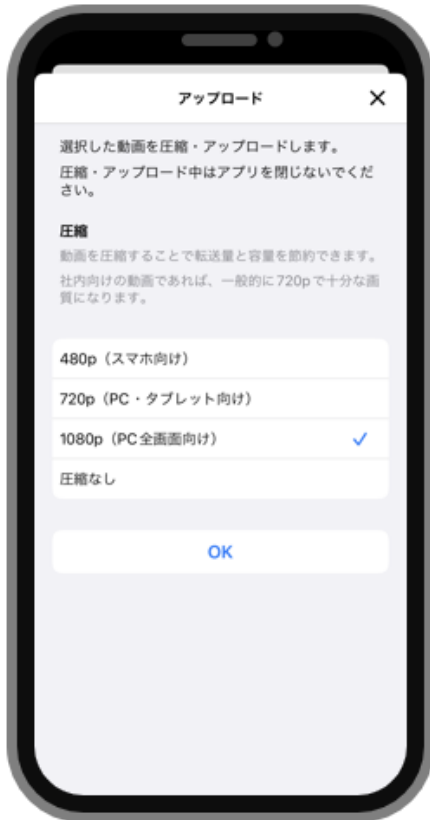 アップロード
選択した動画を圧縮・アップロードします。
圧縮・アップロード中はアプリを閉じないでくだ
さい。
圧縮
動画を圧縮することで転送量と容量を節約できます。
社内向けの動画であれば、一般的に720pで十分な画
質になります。
480p（スマホ向け）
720p（PC・タブレット向け）
1080p（PC全画面向け）
圧縮なし
OK